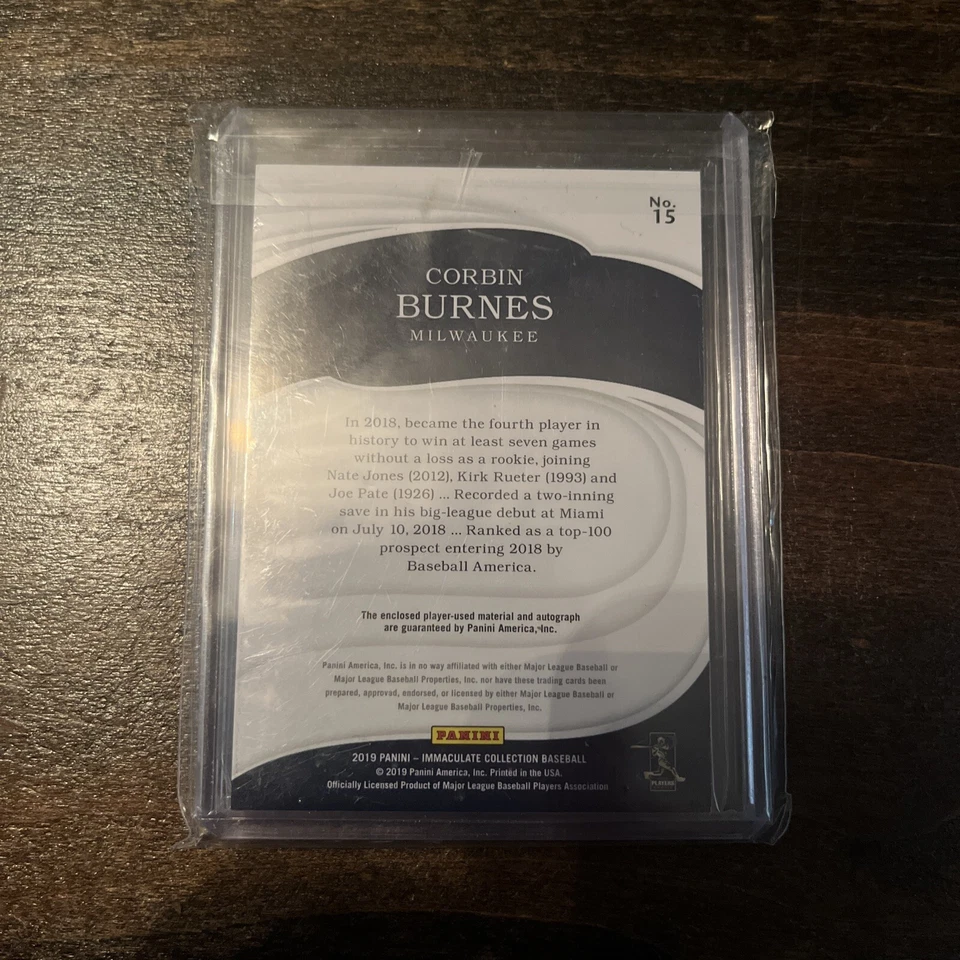 No.
15
CORBIN
BURNES
MILWAUKEE
In 2018, became the fourth player in
history to win at least seven games
without a loss as a rookie, joining
Nate Jones (2012), Kirk Rueter (1993) and
Joe Pate (1926) ... Recorded a two-inning
save in his big-league debut at Miami
on July 10, 2018 ... Ranked as a top-100
prospect entering 2018 by
Baseball America.
The enclosed player-used material and autograph
are guaranteed by Panini America, Inc.
Panini America, Inc. is in no way affiliated with either Major League Baseball or
Major League Baseball Properties, Inc. nor have these trading cards been
prepared, approved, endorsed, or licensed by either Major League Baseball or
Major League Baseball Properties, Inc.
PANINI
2019 PANINI – IMMACULATE COLLECTION BASEBALL
© 2019 Panini America, Inc. Printed in the USA.
Officially Licensed Product of Major League Baseball Players Association
PLAYERS